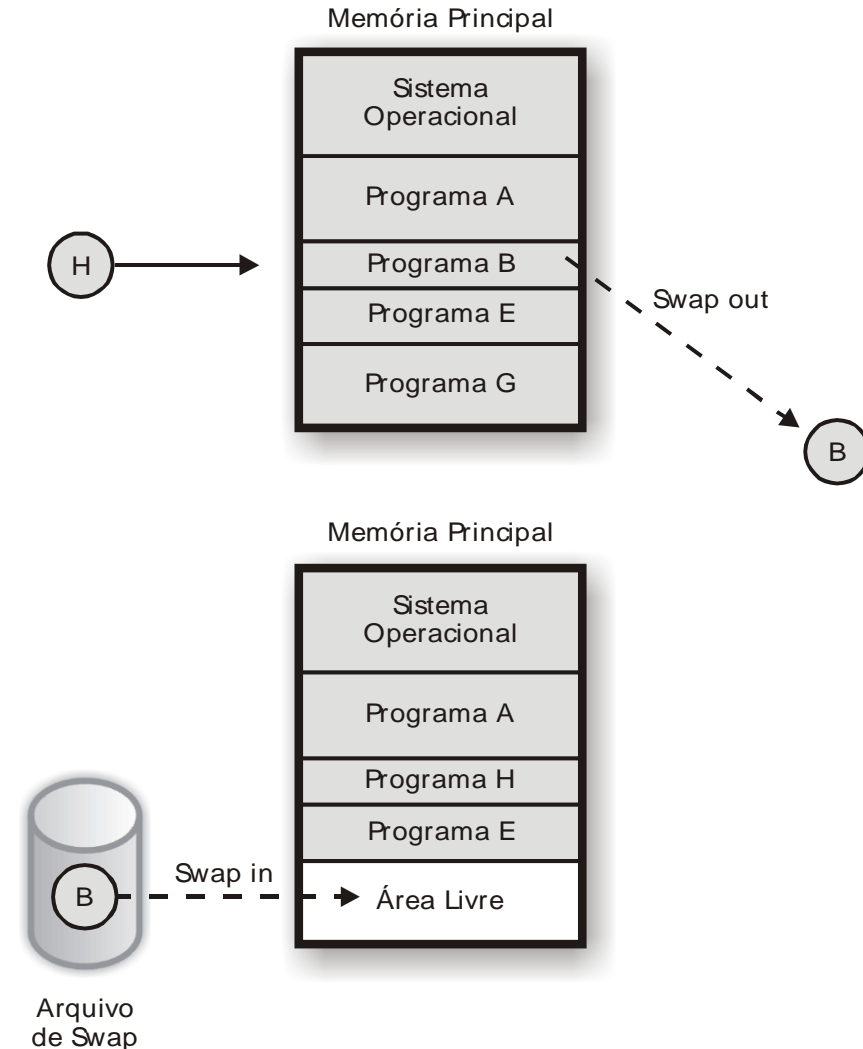 Memória Principal
Sistema
Operacional
Programa A
H
Programa B
Swap out
Programa E
Programa G
B
Memória Principal
Sistema
Operacional
Programa A
Programa H
Programa E
Swap in
B
Área Livre
Arquivo
de Swap